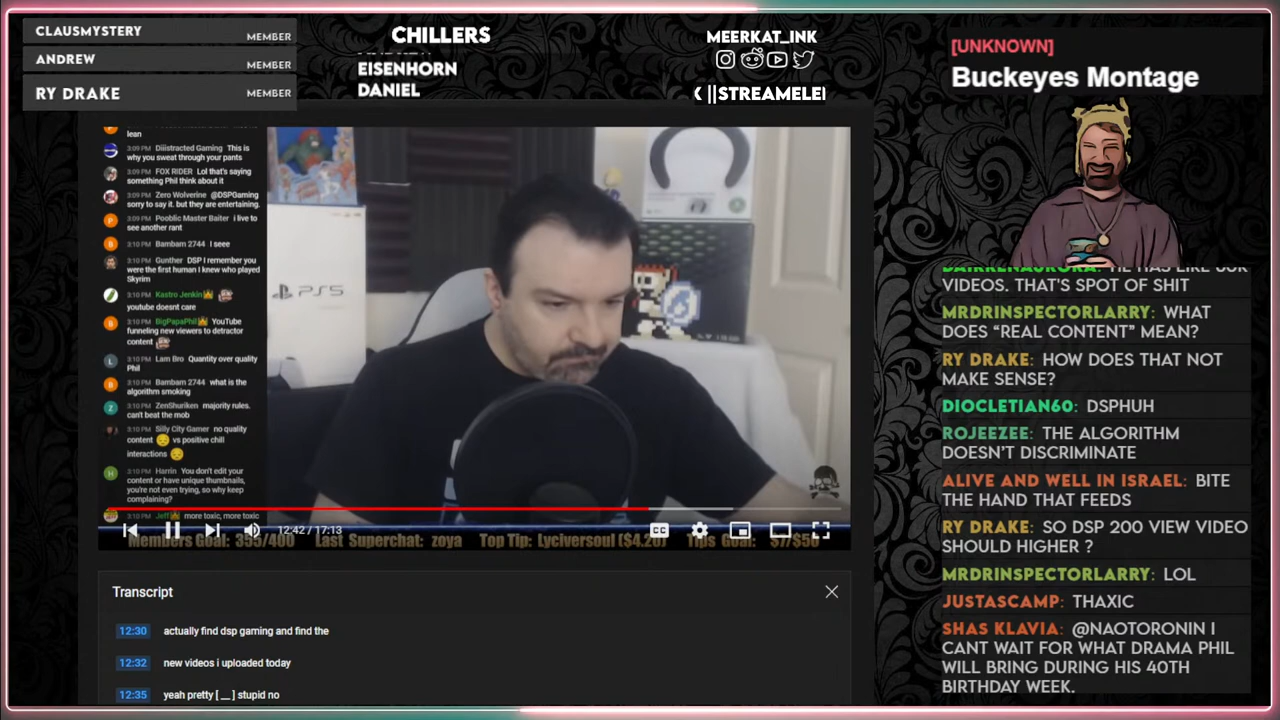 CLAUSMYSTERY MEMBER
ANDREW MEMBER
RY DRAKE MEMBER
CHILLERS
EISENHORN
DANIEL
MEERKAT_INK
( ||STREAMELE
[UNKNOWN]
Buckeyes Montage
lean
3:09 PM Diiistracted Gaming This is
why you sweat through your pants
3:09 PM FOX RIDER Lol that's saying
something Phil think about it
3:09 PM Zero Wolverine @DSPGaming
sorry to say it. but they are entertaining.
3:09 PM Pooblic Master Baiter i live to
see another rant
3:10 PM Bambam 2744 I seee
3:10 PM Gunther DSP I remember you
were the first human I knew who played
Skyrim
3:10 PM Kastro Jenkin
youtube doesnt care
3:10 PM BigPapaPhil YouTube
funneling new viewers to detractor
content
3:10 PM Lam Bro Quantity over quality
Phil
3:10 PM Bambam 2744 what is the
algorithm smoking
3:10 PM ZenShuriken majority rules.
can't beat the mob
3:10 PM Silly City Gamer no quality
content 😔 vs positive chill
interactions 😔
3:10 PM Harrin You don't edit your
content or have unique thumbnails,
you're not even trying, so why keep
complaining?
3:10 PM Jeff more toxic, more toxic
PS5
12:42 / 17:13
CC
Members Goal: 395/400 Last Superchat: zoya Top Tip: Lyciversoul ($4.20) Tips Goal: $7/$50
Transcript
12:30 actually find dsp gaming and find the
12:32 new videos i uploaded today
12:35 yeah pretty [ __ ] stupid no
VIDEOS. THAT'S SPOT OF SHIT
MRDRINSPECTORLARRY: WHAT
DOES “REAL CONTENT” MEAN?
RY DRAKE: HOW DOES THAT NOT
MAKE SENSE?
DIOCLETIAN60: DSPHUH
ROJEEZEE: THE ALGORITHM
DOESN'T DISCRIMINATE
ALIVE AND WELL IN ISRAEL: BITE
THE HAND THAT FEEDS
RY DRAKE: SO DSP 200 VIEW VIDEO
SHOULD HIGHER ?
MRDRINSPECTORLARRY: LOL
JUSTASCAMP: THAXIC
SHAS KLAVIA: @NAOTORONIN I
CANT WAIT FOR WHAT DRAMA PHIL
WILL BRING DURING HIS 40TH
BIRTHDAY WEEK.